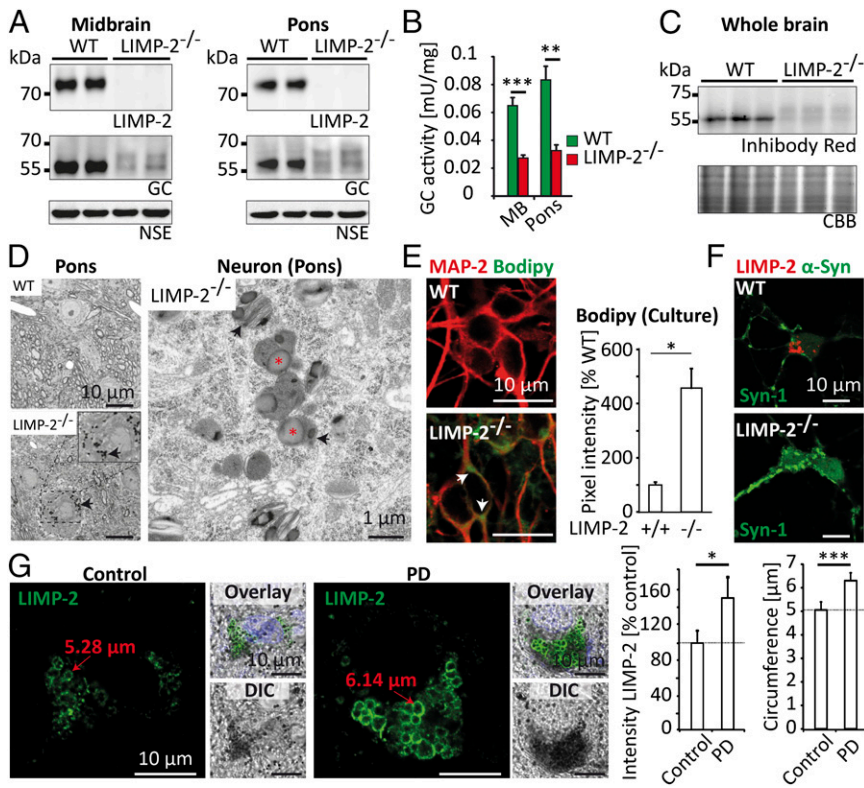 A
Midbrain
WT LIMP-2-/-
kDa
70
LIMP-2
70
55
GC
NSE
Pons
WT LIMP-2-/-
kDa
70
LIMP-2
70
55
GC
NSE
B
GC activity [mU/mg]
0.1
0.08
0.06
0.04
0.02
0
***
**
MB
Pons
WT
LIMP-2-/-
C
Whole brain
kDa
WT LIMP-2-/-
75
55
Inhibody Red
CBB
D
Pons
WT
10 µm
LIMP-2-/-
Neuron (Pons)
LIMP-2-/-
*
*
1 µm
E
MAP-2 Bodipy
WT
10 µm
LIMP-2-/-
Bodipy (Culture)
Pixel intensity [% WT]
600
400
200
0
*
LIMP-2 +/+ -/-
F
LIMP-2 α-Syn
WT
Syn-1
10 µm
LIMP-2-/-
Syn-1
G
Control
LIMP-2
5.28 µm
10 µm
Overlay
10 µm
DIC
PD
LIMP-2
6.14 µm
Overlay
10 µm
DIC
Intensity LIMP-2 [% control]
160
120
80
40
0
*
Control
PD
Circumference [µm]
7
6
5
4
3
2
1
0
***
Control
PD